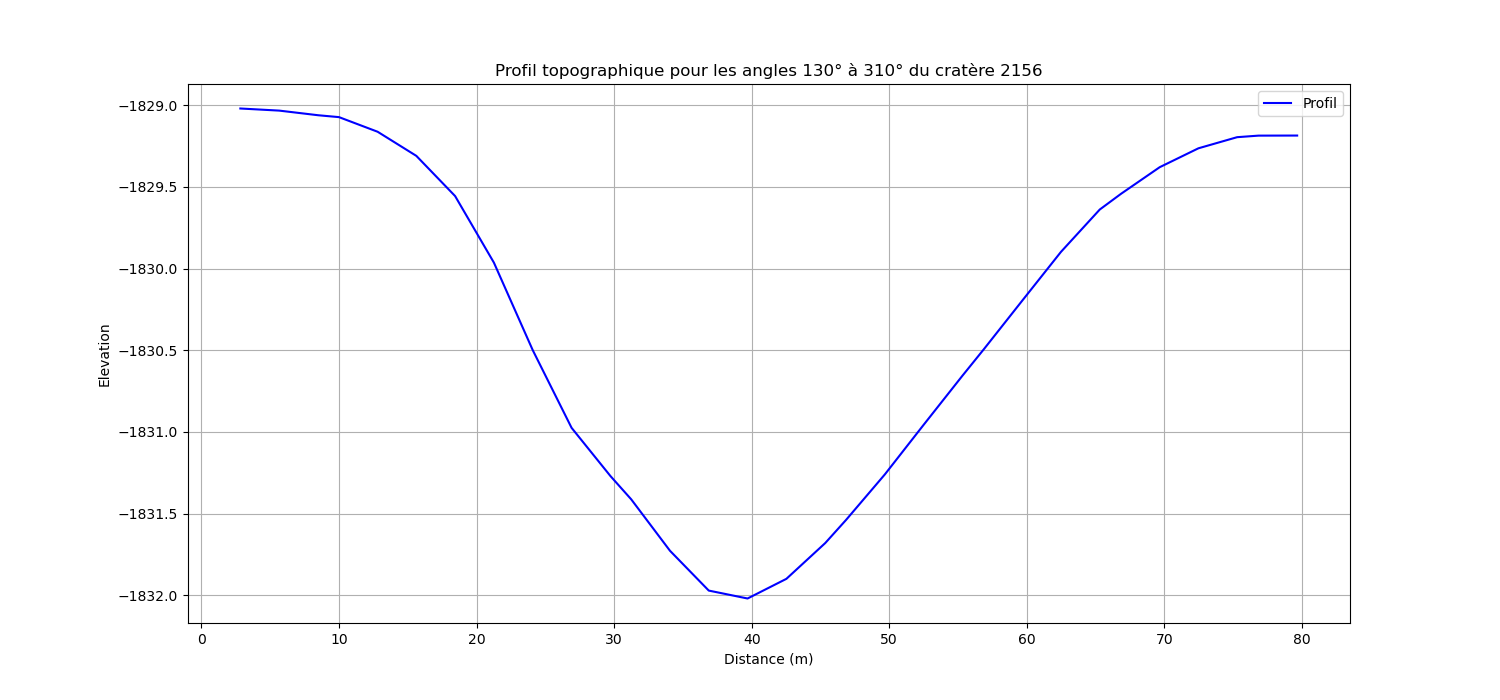 Profil topographique pour les angles 130° à 310° du cratère 2156
Profil
−1829.0
−1829.5
−1830.0
−1830.5
−1831.0
−1831.5
−1832.0
Elevation
0 10 20 30 40 50 60 70 80
Distance (m)